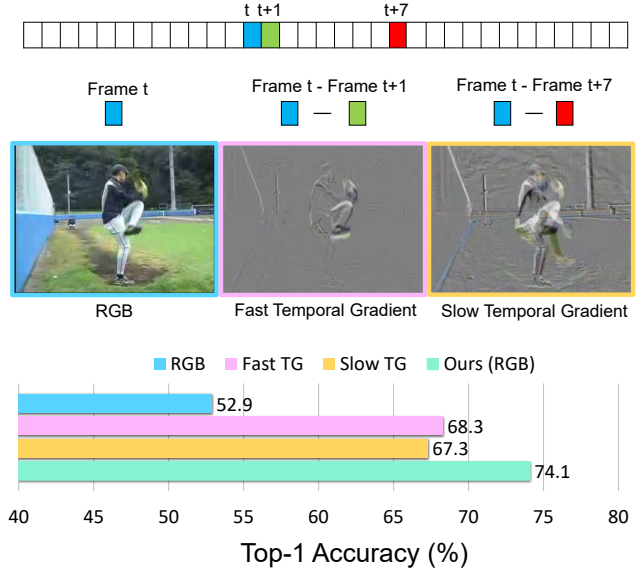 t t+1 t+7
Frame t Frame t - Frame t+1 Frame t - Frame t+7
RGB Fast Temporal Gradient Slow Temporal Gradient
RGB Fast TG Slow TG Ours (RGB)
52.9
68.3
67.3
74.1
40 45 50 55 60 65 70 75 80
Top-1 Accuracy (%)